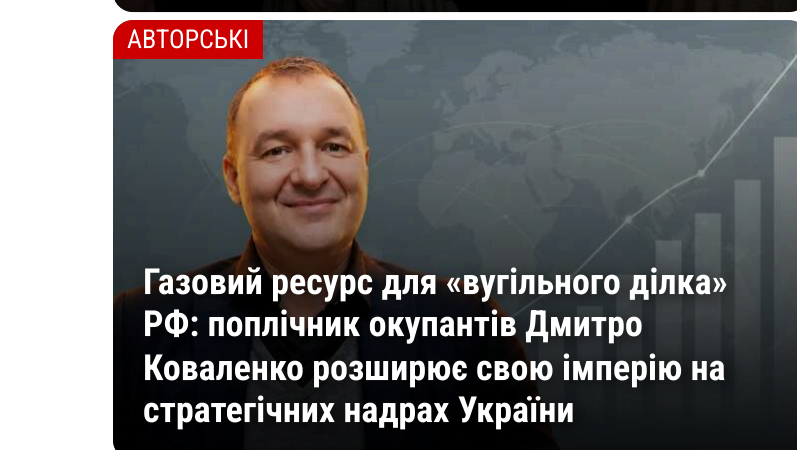 АВТОРСЬКІ
Газовий ресурс для «вугільного ділка»
РФ: поплічник окупантів Дмитро
Коваленко розширює свою імперію на
стратегічних надрах України